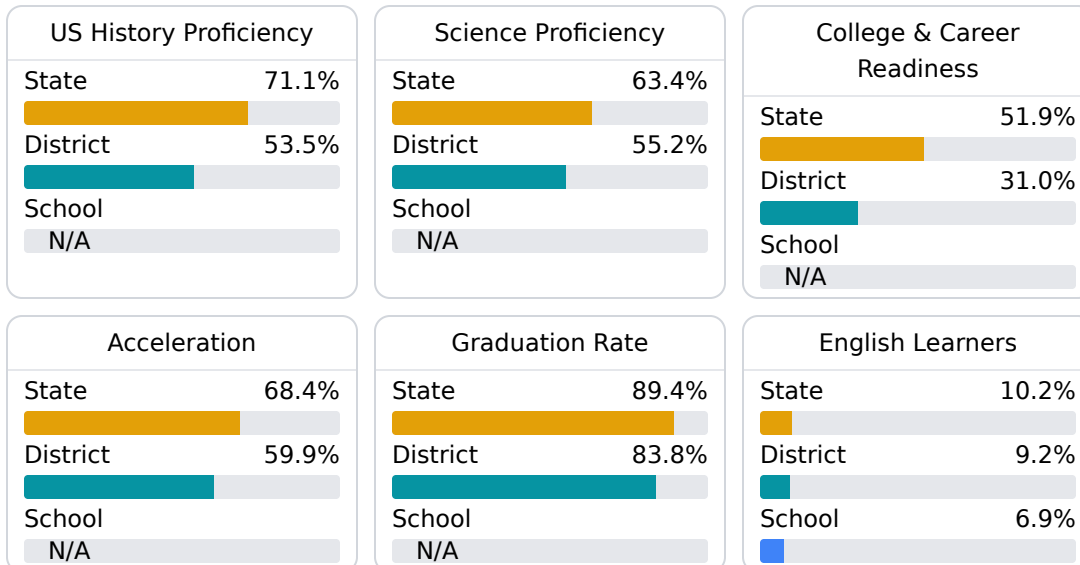 US History Proficiency
State 71.1%
District 53.5%
School
N/A
Science Proficiency
State 63.4%
District 55.2%
School
N/A
College & Career
Readiness
State 51.9%
District 31.0%
School
N/A
Acceleration
State 68.4%
District 59.9%
School
N/A
Graduation Rate
State 89.4%
District 83.8%
School
N/A
English Learners
State 10.2%
District 9.2%
School 6.9%